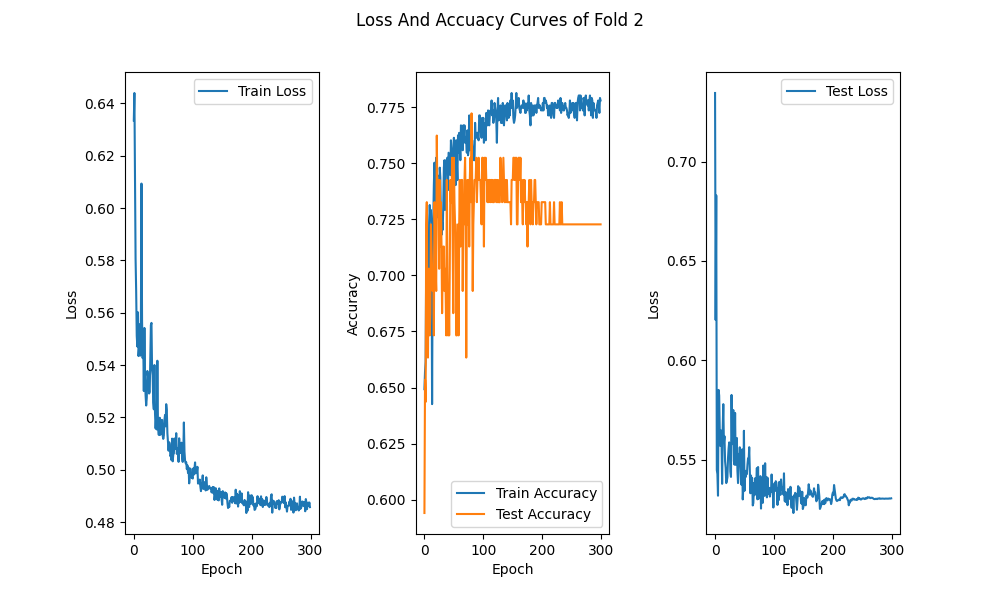 Loss And Accuacy Curves of Fold 2
Train Loss
0.64
0.62
0.60
0.58
0.56
0.54
0.52
0.50
0.48
Loss
0 100 200 300
Epoch
0.775
0.750
0.725
0.700
0.675
0.650
0.625
0.600
Accuracy
Train Accuracy
Test Accuracy
0 100 200 300
Epoch
Test Loss
0.70
0.65
0.60
0.55
Loss
0 100 200 300
Epoch